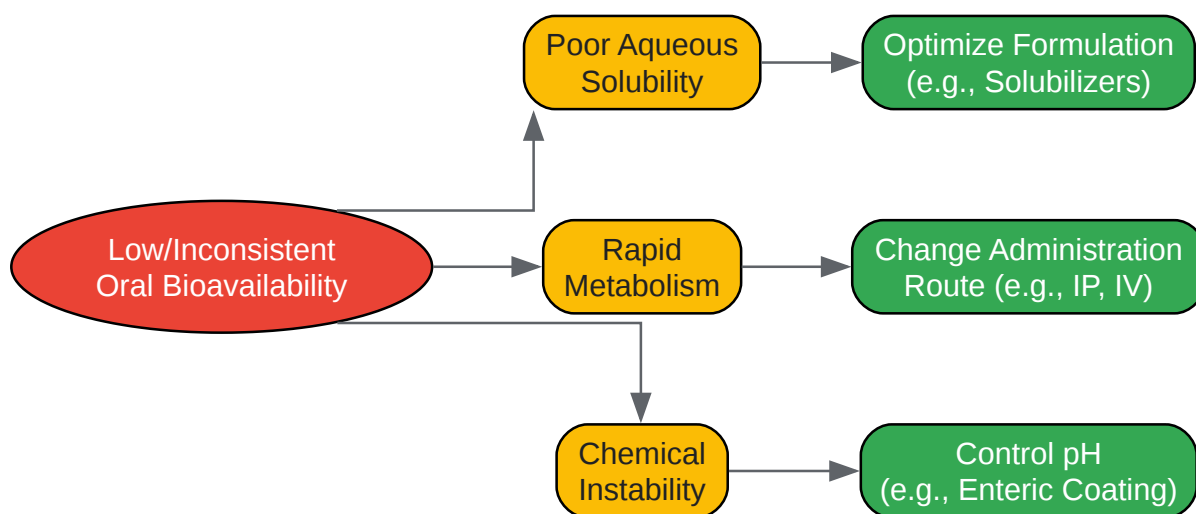 Poor Aqueous
Solubility
Optimize Formulation
(e.g., Solubilizers)
Low/Inconsistent
Oral Bioavailability
Rapid
Metabolism
Change Administration
Route (e.g., IP, IV)
Chemical
Instability
Control pH
(e.g., Enteric Coating)